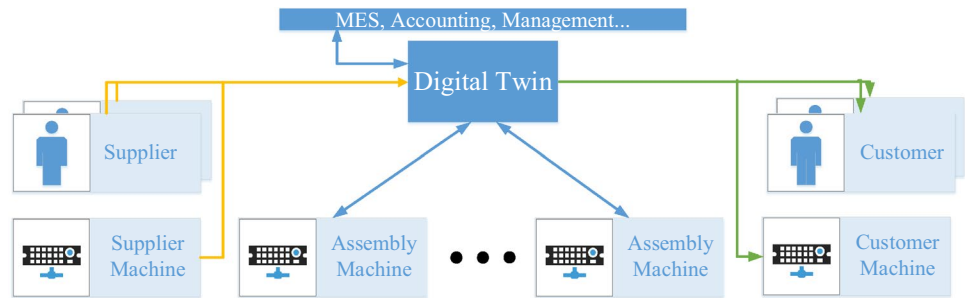 MES, Accounting, Management...
Digital Twin
Supplier
Customer
Supplier
Machine
Assembly
Machine
Assembly
Machine
Customer
Machine